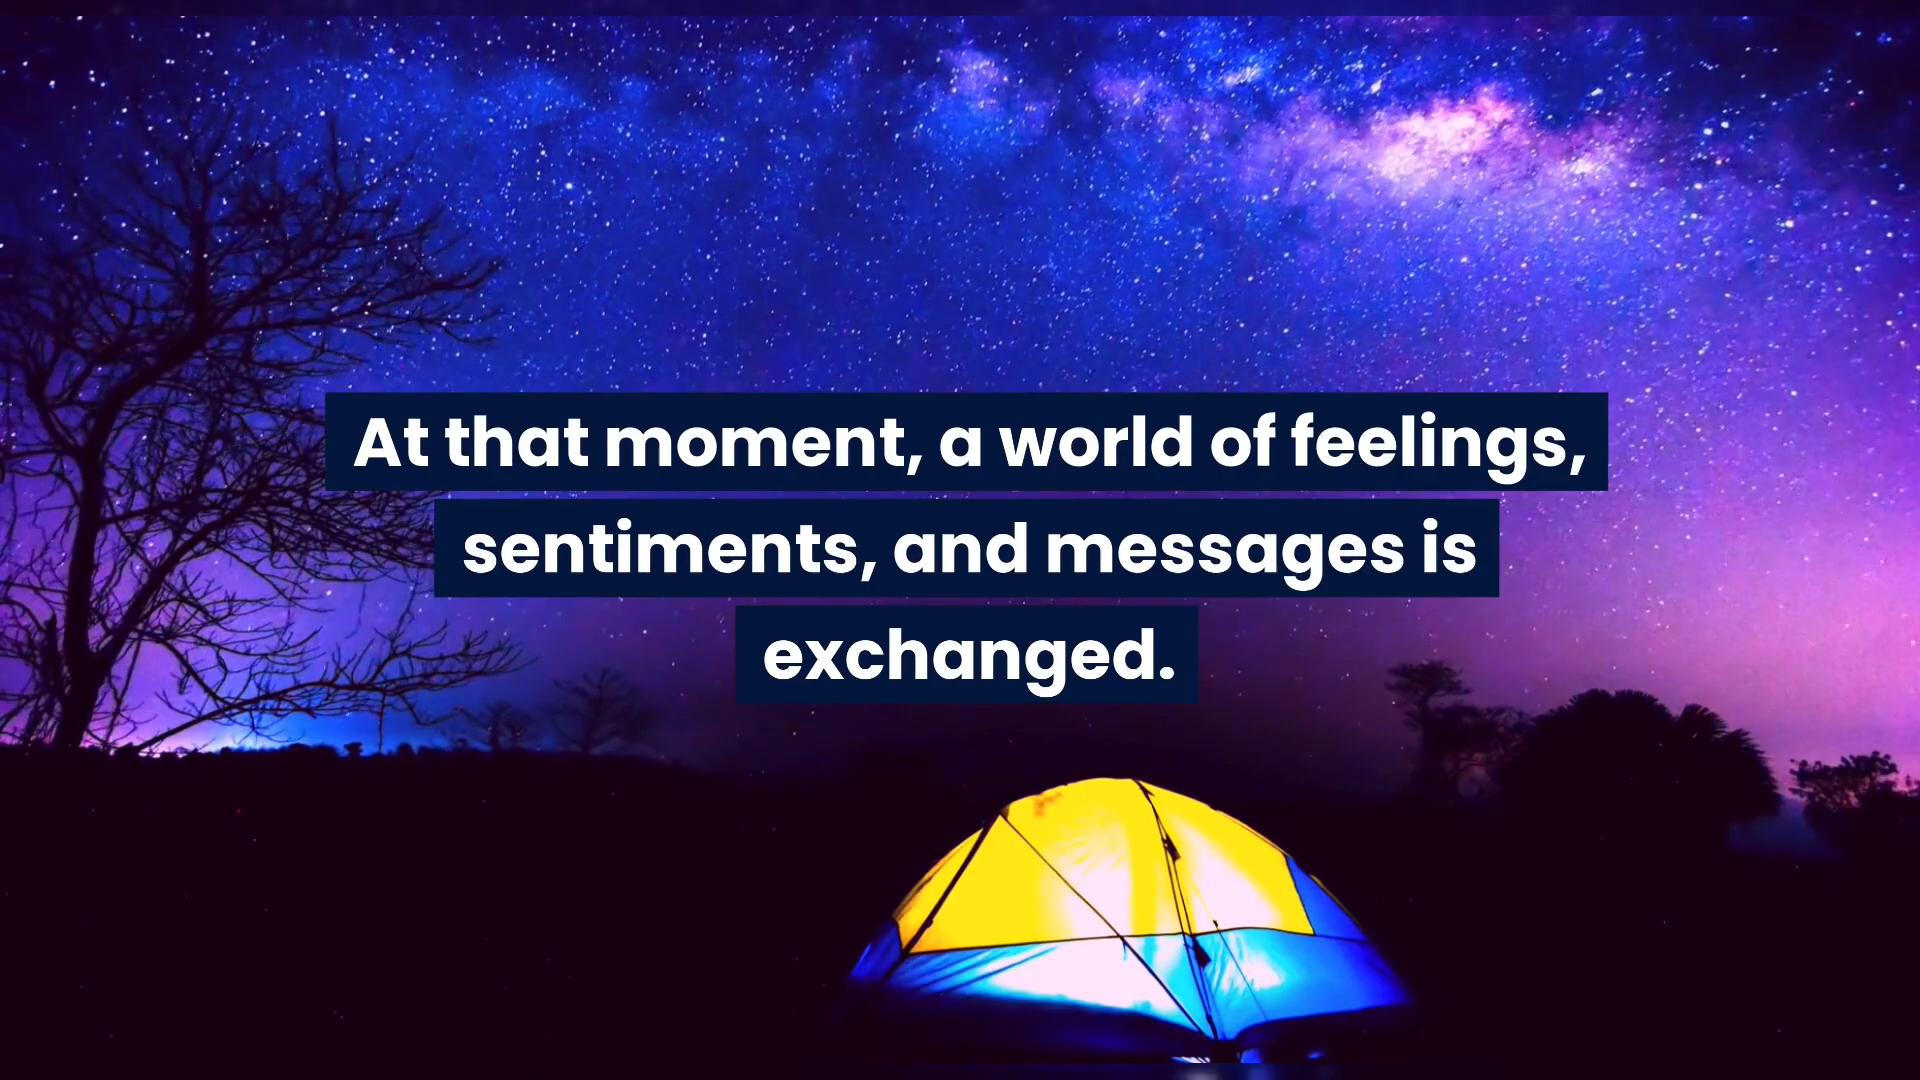 At that moment, a world of feelings,
sentiments, and messages is
exchanged.